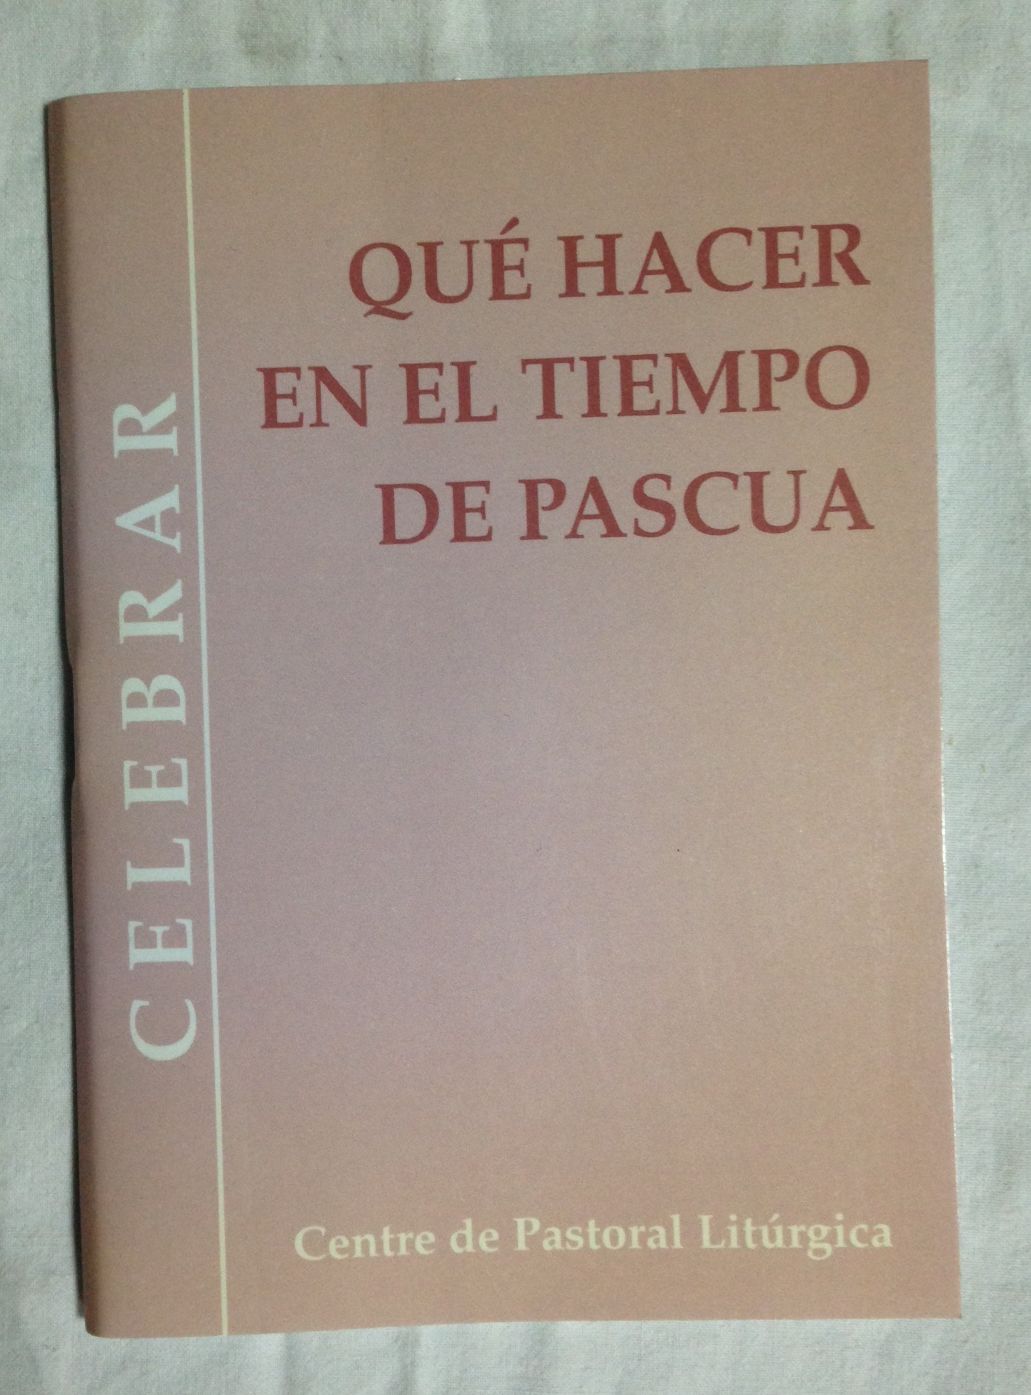 QUÉ HACER
EN EL TIEMPO
DE PASCUA
CELEBRAR
Centre de Pastoral Litúrgica